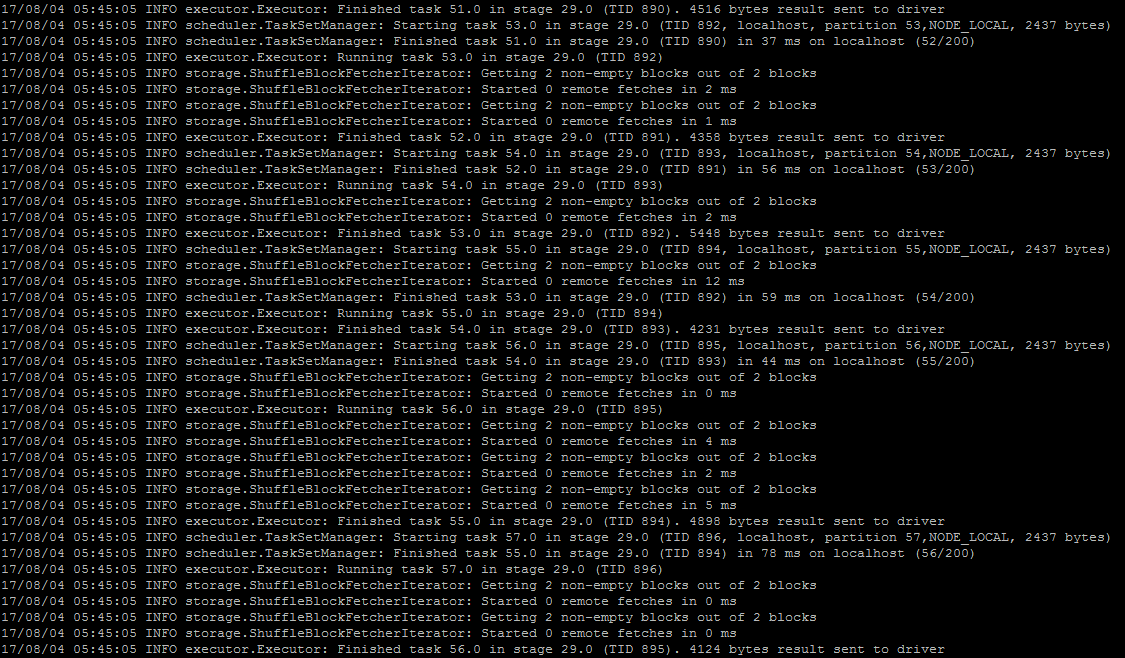 17/08/04 05:45:05 INFO executor.Executor: Finished task 51.0 in stage 29.0 (TID 890). 4516 bytes result sent to driver
17/08/04 05:45:05 INFO scheduler.TaskSetManager: Starting task 53.0 in stage 29.0 (TID 892, localhost, partition 53,NODE_LOCAL, 2437 bytes)
17/08/04 05:45:05 INFO scheduler.TaskSetManager: Finished task 51.0 in stage 29.0 (TID 890) in 37 ms on localhost (52/200)
17/08/04 05:45:05 INFO executor.Executor: Running task 53.0 in stage 29.0 (TID 892)
17/08/04 05:45:05 INFO storage.ShuffleBlockFetcherIterator: Getting 2 non-empty blocks out of 2 blocks
17/08/04 05:45:05 INFO storage.ShuffleBlockFetcherIterator: Started 0 remote fetches in 2 ms
17/08/04 05:45:05 INFO storage.ShuffleBlockFetcherIterator: Getting 2 non-empty blocks out of 2 blocks
17/08/04 05:45:05 INFO storage.ShuffleBlockFetcherIterator: Started 0 remote fetches in 1 ms
17/08/04 05:45:05 INFO executor.Executor: Finished task 52.0 in stage 29.0 (TID 891). 4358 bytes result sent to driver
17/08/04 05:45:05 INFO scheduler.TaskSetManager: Starting task 54.0 in stage 29.0 (TID 893, localhost, partition 54,NODE_LOCAL, 2437 bytes)
17/08/04 05:45:05 INFO scheduler.TaskSetManager: Finished task 52.0 in stage 29.0 (TID 891) in 56 ms on localhost (53/200)
17/08/04 05:45:05 INFO executor.Executor: Running task 54.0 in stage 29.0 (TID 893)
17/08/04 05:45:05 INFO storage.ShuffleBlockFetcherIterator: Getting 2 non-empty blocks out of 2 blocks
17/08/04 05:45:05 INFO storage.ShuffleBlockFetcherIterator: Started 0 remote fetches in 2 ms
17/08/04 05:45:05 INFO executor.Executor: Finished task 53.0 in stage 29.0 (TID 892). 5448 bytes result sent to driver
17/08/04 05:45:05 INFO scheduler.TaskSetManager: Starting task 55.0 in stage 29.0 (TID 894, localhost, partition 55,NODE_LOCAL, 2437 bytes)
17/08/04 05:45:05 INFO storage.ShuffleBlockFetcherIterator: Getting 2 non-empty blocks out of 2 blocks
17/08/04 05:45:05 INFO storage.ShuffleBlockFetcherIterator: Started 0 remote fetches in 12 ms
17/08/04 05:45:05 INFO scheduler.TaskSetManager: Finished task 53.0 in stage 29.0 (TID 892) in 59 ms on localhost (54/200)
17/08/04 05:45:05 INFO executor.Executor: Running task 55.0 in stage 29.0 (TID 894)
17/08/04 05:45:05 INFO executor.Executor: Finished task 54.0 in stage 29.0 (TID 893). 4231 bytes result sent to driver
17/08/04 05:45:05 INFO scheduler.TaskSetManager: Starting task 56.0 in stage 29.0 (TID 895, localhost, partition 56,NODE_LOCAL, 2437 bytes)
17/08/04 05:45:05 INFO scheduler.TaskSetManager: Finished task 54.0 in stage 29.0 (TID 893) in 44 ms on localhost (55/200)
17/08/04 05:45:05 INFO storage.ShuffleBlockFetcherIterator: Getting 2 non-empty blocks out of 2 blocks
17/08/04 05:45:05 INFO storage.ShuffleBlockFetcherIterator: Started 0 remote fetches in 0 ms
17/08/04 05:45:05 INFO executor.Executor: Running task 56.0 in stage 29.0 (TID 895)
17/08/04 05:45:05 INFO storage.ShuffleBlockFetcherIterator: Getting 2 non-empty blocks out of 2 blocks
17/08/04 05:45:05 INFO storage.ShuffleBlockFetcherIterator: Started 0 remote fetches in 4 ms
17/08/04 05:45:05 INFO storage.ShuffleBlockFetcherIterator: Getting 2 non-empty blocks out of 2 blocks
17/08/04 05:45:05 INFO storage.ShuffleBlockFetcherIterator: Started 0 remote fetches in 2 ms
17/08/04 05:45:05 INFO storage.ShuffleBlockFetcherIterator: Getting 2 non-empty blocks out of 2 blocks
17/08/04 05:45:05 INFO storage.ShuffleBlockFetcherIterator: Started 0 remote fetches in 5 ms
17/08/04 05:45:05 INFO executor.Executor: Finished task 55.0 in stage 29.0 (TID 894). 4898 bytes result sent to driver
17/08/04 05:45:05 INFO scheduler.TaskSetManager: Starting task 57.0 in stage 29.0 (TID 896, localhost, partition 57,NODE_LOCAL, 2437 bytes)
17/08/04 05:45:05 INFO scheduler.TaskSetManager: Finished task 55.0 in stage 29.0 (TID 894) in 78 ms on localhost (56/200)
17/08/04 05:45:05 INFO executor.Executor: Running task 57.0 in stage 29.0 (TID 896)
17/08/04 05:45:05 INFO storage.ShuffleBlockFetcherIterator: Getting 2 non-empty blocks out of 2 blocks
17/08/04 05:45:05 INFO storage.ShuffleBlockFetcherIterator: Started 0 remote fetches in 0 ms
17/08/04 05:45:05 INFO storage.ShuffleBlockFetcherIterator: Getting 2 non-empty blocks out of 2 blocks
17/08/04 05:45:05 INFO storage.ShuffleBlockFetcherIterator: Started 0 remote fetches in 0 ms
17/08/04 05:45:05 INFO executor.Executor: Finished task 56.0 in stage 29.0 (TID 895). 4124 bytes result sent to driver